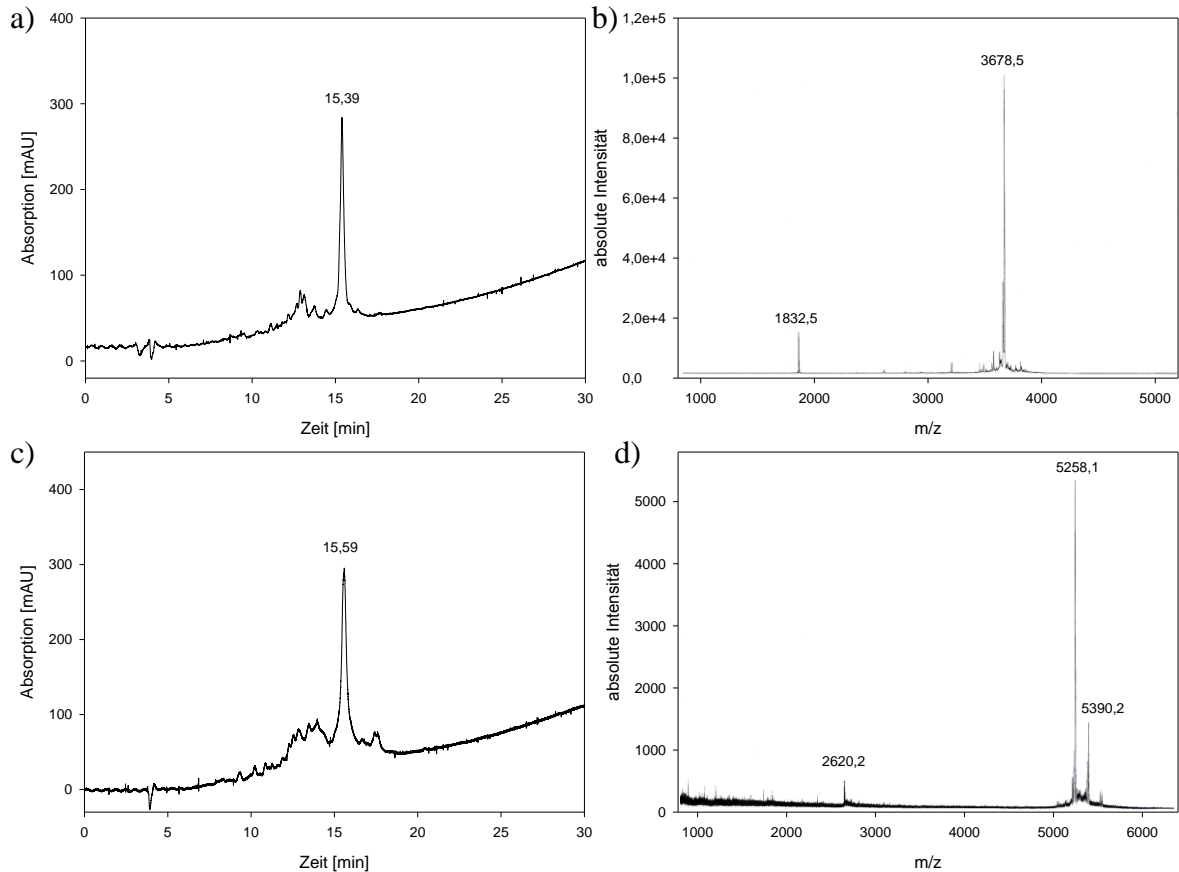 a)
400
300
200
100
0
0 5 10 15 20 25 30
Absorption [mAU]
Zeit [min]
15,39
b)
1,2e+5
1,0e+5
8,0e+4
6,0e+4
4,0e+4
2,0e+4
0,0
1000 2000 3000 4000 5000
absolute Intensität
m/z
3678,5
1832,5
c)
400
300
200
100
0
0 5 10 15 20 25 30
Absorption [mAU]
Zeit [min]
15,59
d)
5000
4000
3000
2000
1000
0
1000 2000 3000 4000 5000 6000
absolute Intensität
m/z
5258,1
5390,2
2620,2